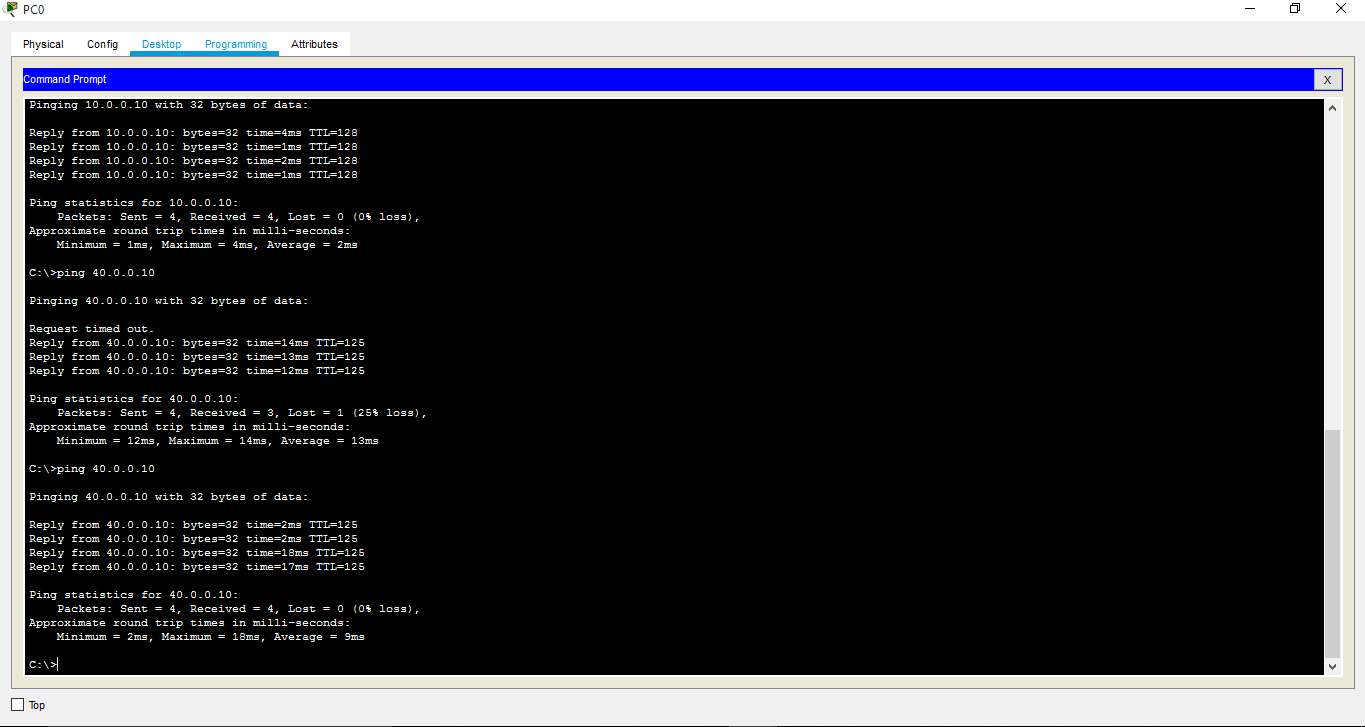 PC0
Physical Config Desktop Programming Attributes
Command Prompt X
Pinging 10.0.0.10 with 32 bytes of data:
Reply from 10.0.0.10: bytes=32 time=4ms TTL=128
Reply from 10.0.0.10: bytes=32 time=1ms TTL=128
Reply from 10.0.0.10: bytes=32 time=2ms TTL=128
Reply from 10.0.0.10: bytes=32 time=1ms TTL=128
Ping statistics for 10.0.0.10:
Packets: Sent = 4, Received = 4, Lost = 0 (0% loss),
Approximate round trip times in milli-seconds:
Minimum = 1ms, Maximum = 4ms, Average = 2ms
C:\>ping 40.0.0.10
Pinging 40.0.0.10 with 32 bytes of data:
Request timed out.
Reply from 40.0.0.10: bytes=32 time=14ms TTL=125
Reply from 40.0.0.10: bytes=32 time=13ms TTL=125
Reply from 40.0.0.10: bytes=32 time=12ms TTL=125
Ping statistics for 40.0.0.10:
Packets: Sent = 4, Received = 3, Lost = 1 (25% loss),
Approximate round trip times in milli-seconds:
Minimum = 12ms, Maximum = 14ms, Average = 13ms
C:\>ping 40.0.0.10
Pinging 40.0.0.10 with 32 bytes of data:
Reply from 40.0.0.10: bytes=32 time=2ms TTL=125
Reply from 40.0.0.10: bytes=32 time=2ms TTL=125
Reply from 40.0.0.10: bytes=32 time=18ms TTL=125
Reply from 40.0.0.10: bytes=32 time=17ms TTL=125
Ping statistics for 40.0.0.10:
Packets: Sent = 4, Received = 4, Lost = 0 (0% loss),
Approximate round trip times in milli-seconds:
Minimum = 2ms, Maximum = 18ms, Average = 9ms
C:\>
Top